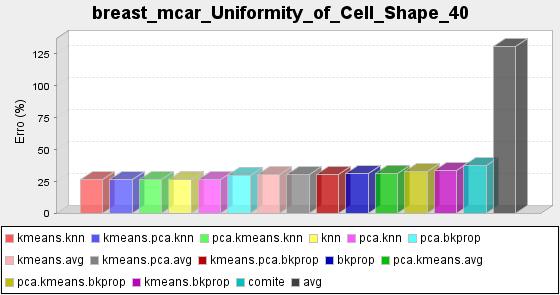 breast_mcar_Uniformity_of_Cell_Shape_40
Erro (%)
125
100
75
50
25
0
kmeans.knn kmeans.pca.knn pca.kmeans.knn knn pca.knn pca.bkprop
kmeans.avg kmeans.pca.avg kmeans.pca.bkprop bkprop pca.kmeans.avg
pca.kmeans.bkprop kmeans.bkprop comite avg